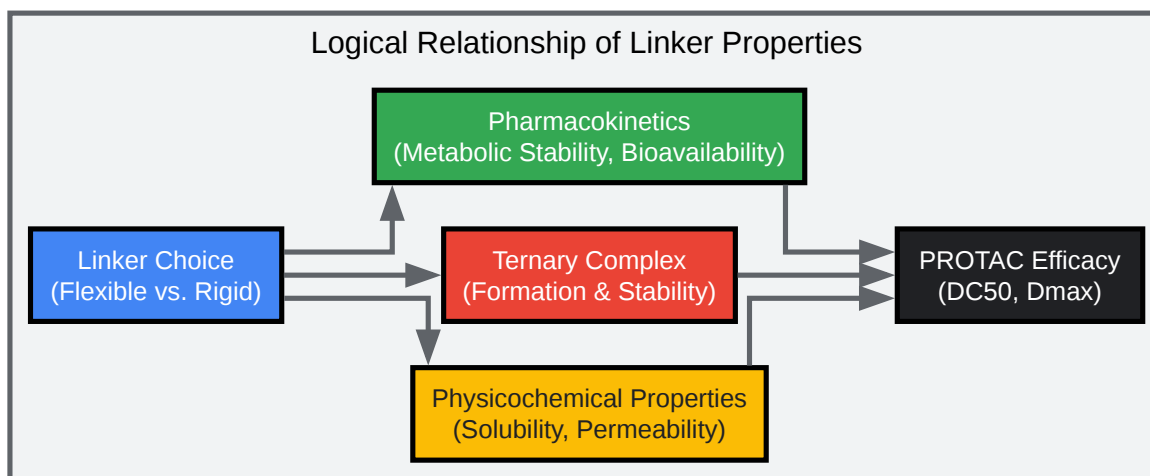 Logical Relationship of Linker Properties
Pharmacokinetics
(Metabolic Stability, Bioavailability)
Linker Choice
(Flexible vs. Rigid)
Ternary Complex
(Formation & Stability)
PROTAC Efficacy
(DC50, Dmax)
Physicochemical Properties
(Solubility, Permeability)